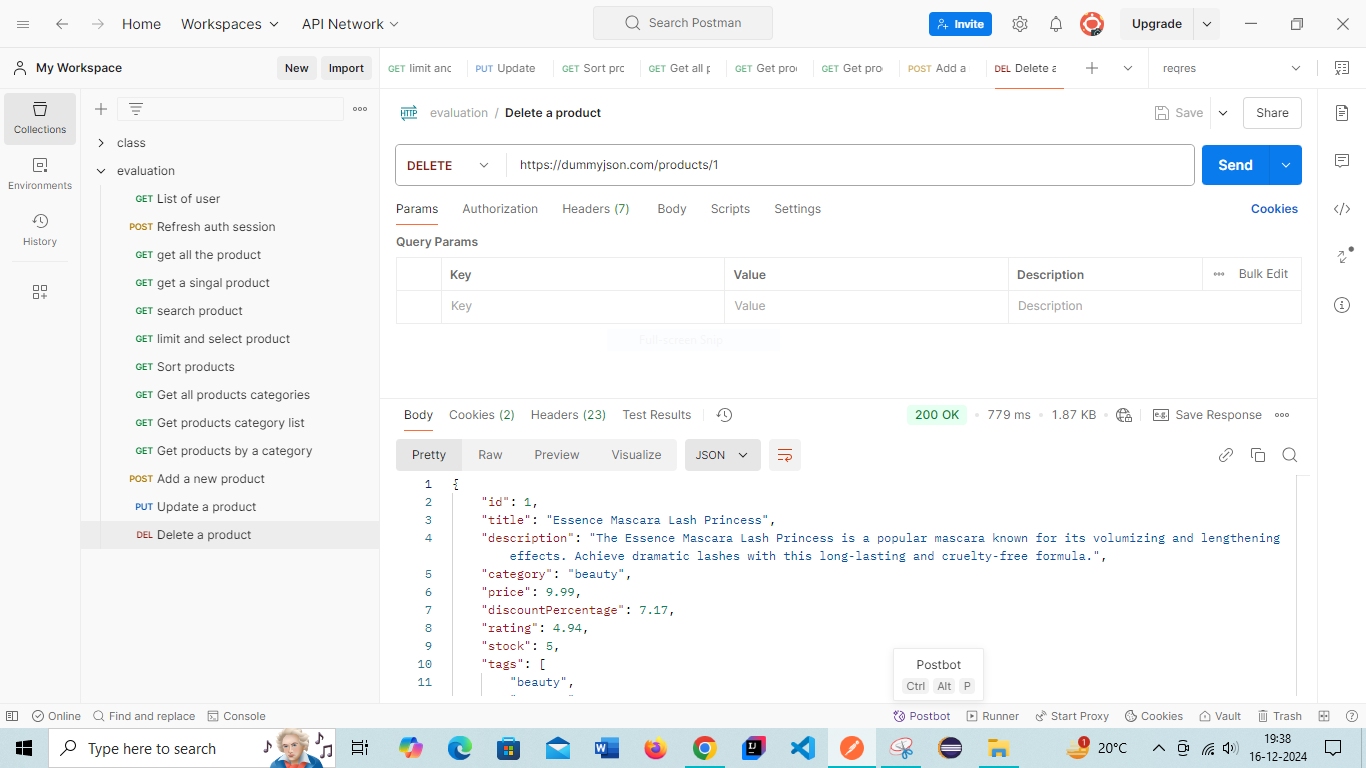 Home Workspaces API Network Search Postman Invite Upgrade
My Workspace New Import GET limit anc PUT Update GET Sort pro GET Get all p GET Get pro GET Get pro POST Add a DEL Delete a reqres
Collections
Environments
History
class
evaluation
GET List of user
POST Refresh auth session
GET get all the product
GET get a singal product
GET search product
GET limit and select product
GET Sort products
GET Get all products categories
GET Get products category list
GET Get products by a category
POST Add a new product
PUT Update a product
DEL Delete a product
HTTP evaluation / Delete a product Save Share
DELETE https://dummyjson.com/products/1 Send
Params Authorization Headers (7) Body Scripts Settings Cookies
Query Params
Key Value Description Bulk Edit
Key Value Description
Full-screen Snip
Body Cookies (2) Headers (23) Test Results 200 OK 779 ms 1.87 KB e.g. Save Response
Pretty Raw Preview Visualize JSON
1 {
2 "id": 1,
3 "title": "Essence Mascara Lash Princess",
4 "description": "The Essence Mascara Lash Princess is a popular mascara known for its volumizing and lengthening
effects. Achieve dramatic lashes with this long-lasting and cruelty-free formula.",
5 "category": "beauty",
6 "price": 9.99,
7 "discountPercentage": 7.17,
8 "rating": 4.94,
9 "stock": 5,
10 "tags": [
11 "beauty",
Postbot
Ctrl Alt P
Online Find and replace Console Postbot Runner Start Proxy Cookies Vault Trash
Type here to search 1 20°C 19:38
16-12-2024